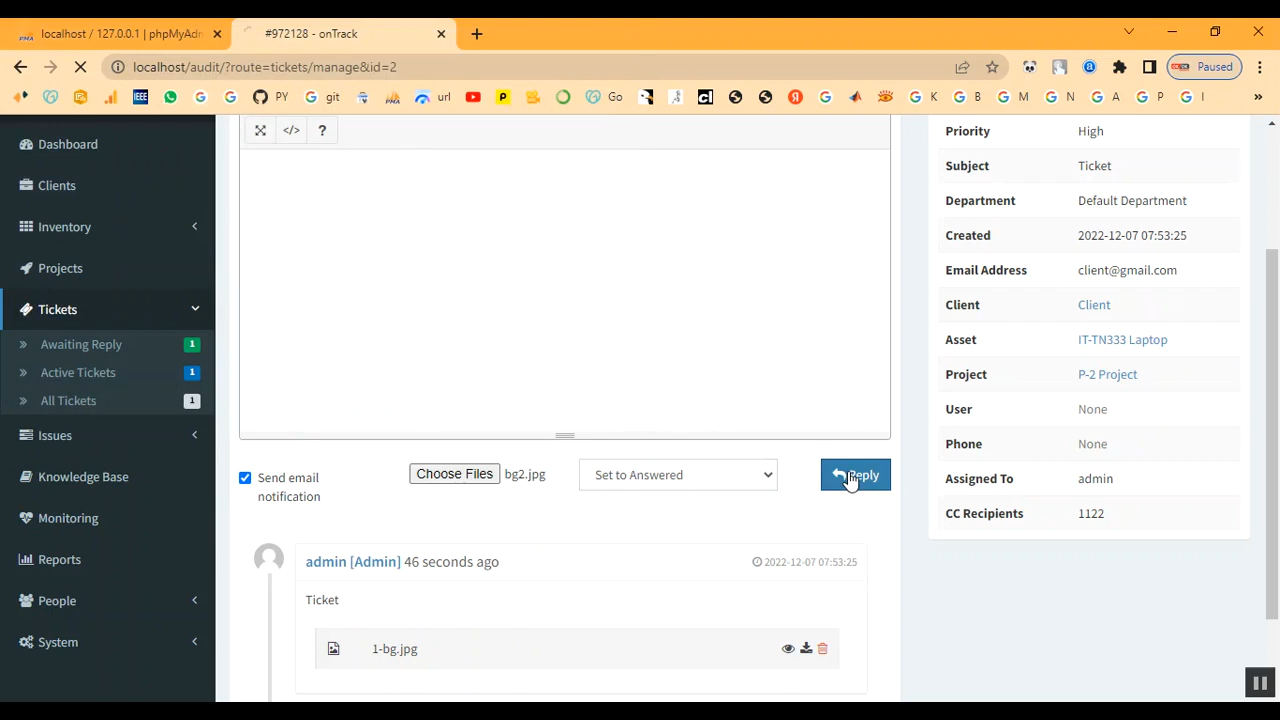 localhost / 127.0.0.1 | phpMyAdn
#972128 - onTrack
localhost/audit/?route=tickets/manage&id=2
Paused
IEEE
PY
git
url
Go
K
B
M
N
A
P
I
Dashboard
Clients
Inventory
Projects
Tickets
Awaiting Reply 1
Active Tickets 1
All Tickets 1
Issues
Knowledge Base
Monitoring
Reports
People
System
</> ?
Send email
notification
Choose Files bg2.jpg
Set to Answered
Reply
admin [Admin] 46 seconds ago
2022-12-07 07:53:25
Ticket
1-bg.jpg
Priority High
Subject Ticket
Department Default Department
Created 2022-12-07 07:53:25
Email Address client@gmail.com
Client Client
Asset IT-TN333 Laptop
Project P-2 Project
User None
Phone None
Assigned To admin
CC Recipients 1122